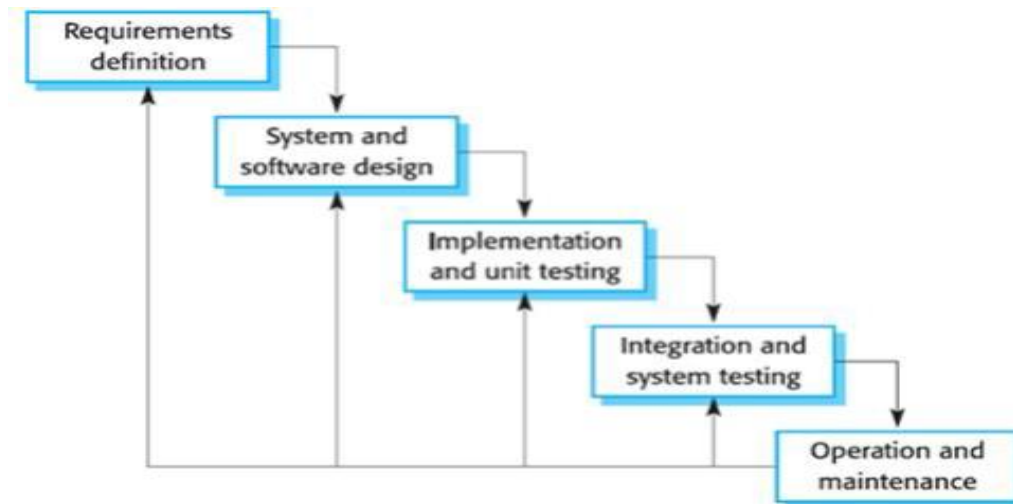 Requirements
definition
System and
software design
Implementation
and unit testing
Integration and
system testing
Operation and
maintenance